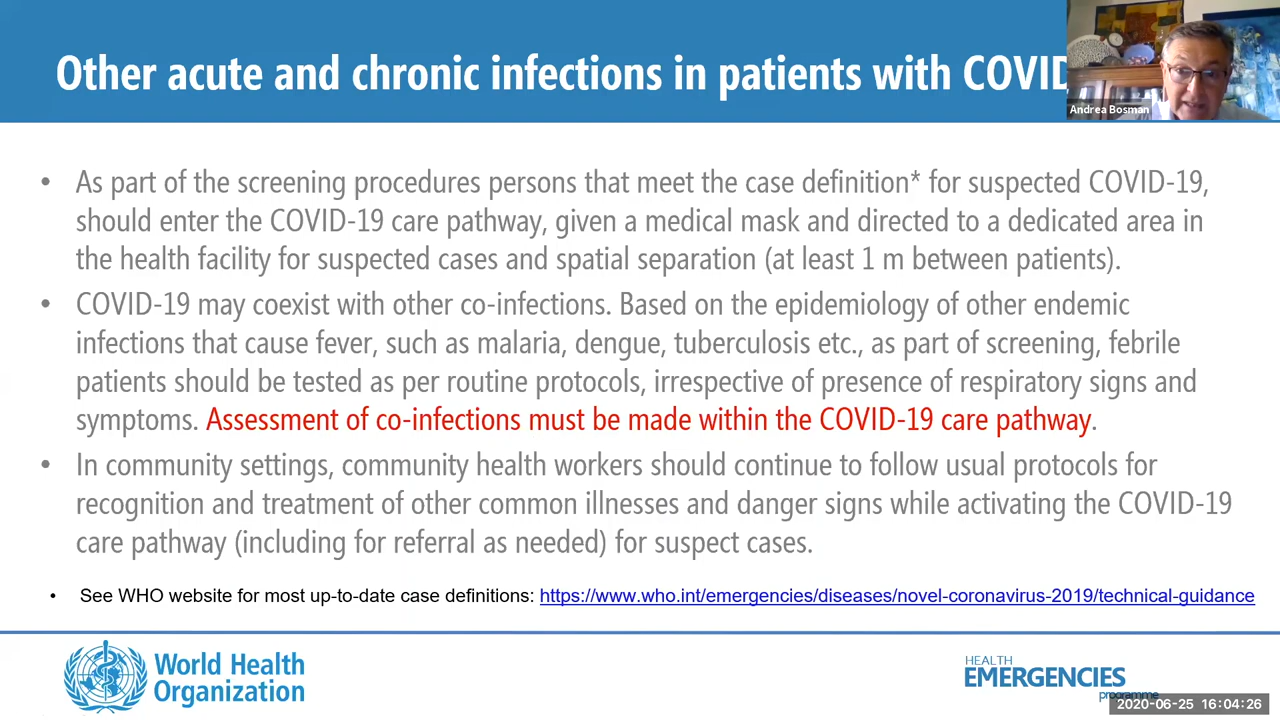 Other acute and chronic infections in patients with COVID
Andrea Bosman
• As part of the screening procedures persons that meet the case definition* for suspected COVID-19,
should enter the COVID-19 care pathway, given a medical mask and directed to a dedicated area in
the health facility for suspected cases and spatial separation (at least 1 m between patients).
• COVID-19 may coexist with other co-infections. Based on the epidemiology of other endemic
infections that cause fever, such as malaria, dengue, tuberculosis etc., as part of screening, febrile
patients should be tested as per routine protocols, irrespective of presence of respiratory signs and
symptoms. Assessment of co-infections must be made within the COVID-19 care pathway.
• In community settings, community health workers should continue to follow usual protocols for
recognition and treatment of other common illnesses and danger signs while activating the COVID-19
care pathway (including for referral as needed) for suspect cases.
• See WHO website for most up-to-date case definitions: https://www.who.int/emergencies/diseases/novel-coronavirus-2019/technical-guidance
World Health
Organization
HEALTH
EMERGENCIES
programme
2020-06-25 16:04:26